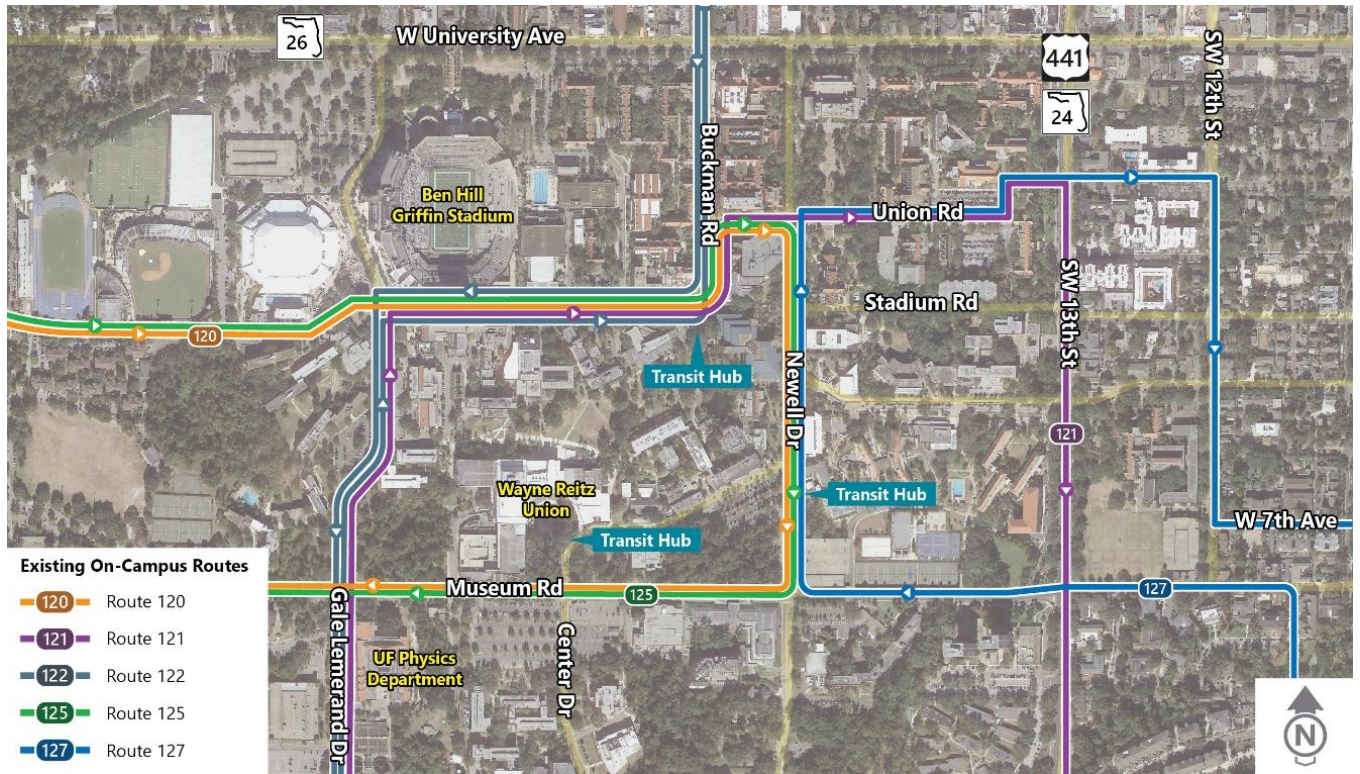 26
W University Ave
441
24
SW 12th St
Buckman Rd
Ben Hill
Griffin Stadium
Union Rd
SW 13th St
Stadium Rd
120
Transit Hub
Newell Dr
121
Wayne Reitz
Union
Transit Hub
W 7th Ave
Transit Hub
Museum Rd
125
127
Gale Lemerand Dr
Center Dr
UF Physics
Department
Existing On-Campus Routes
120 Route 120
121 Route 121
122 Route 122
125 Route 125
127 Route 127
N